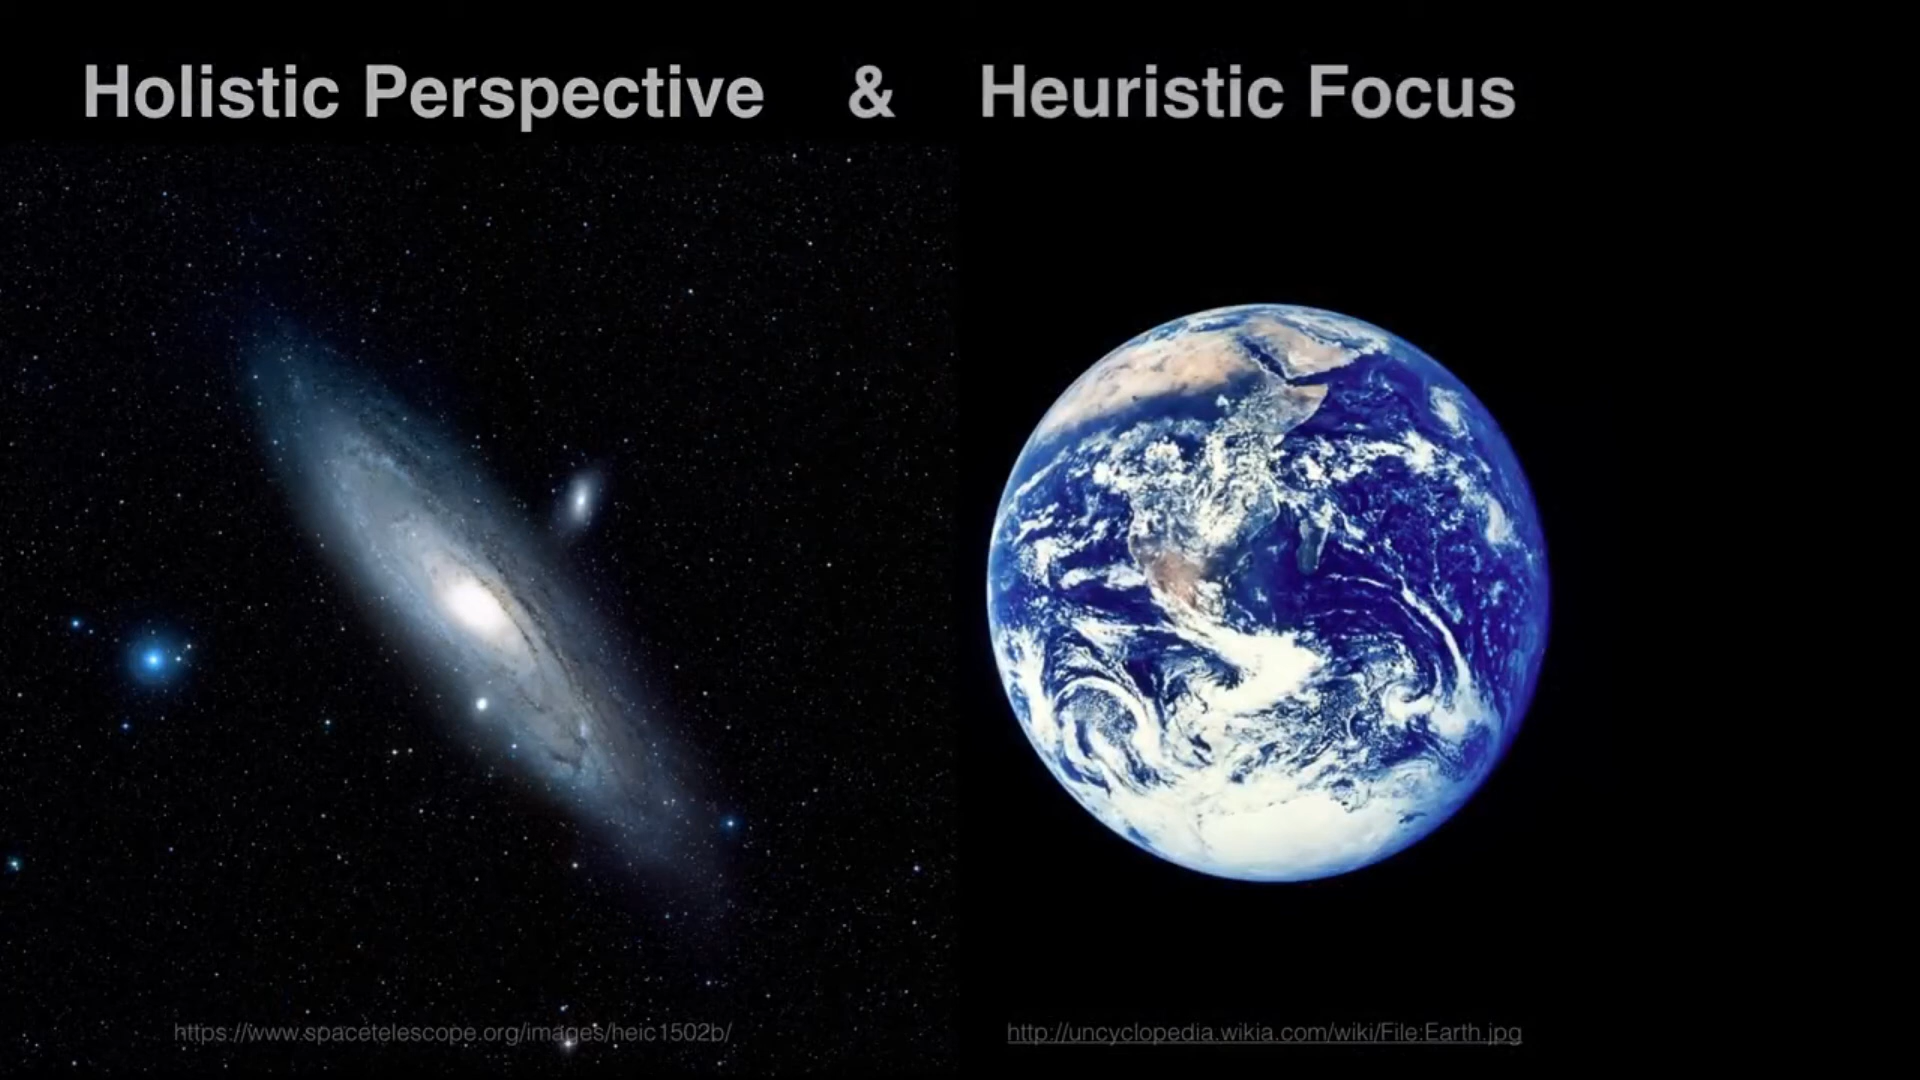 Holistic Perspective & Heuristic Focus
https://www.spacetelescope.org/images/heic1502b/
http://uncyclopedia.wikia.com/wiki/File:Earth.jpg